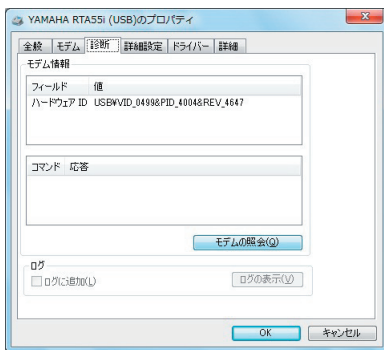 YAMAHA RTA55i (USB)のプロパティ
全般 モデム 診断 詳細設定 ドライバー 詳細
モデム情報
フィールド 値
ハードウェア ID USB¥VID_0499&PID_4004&REV_4647
コマンド 応答
モデムの照会(Q)
ログ
ログに追加(L) ログの表示(V)
OK キャンセル